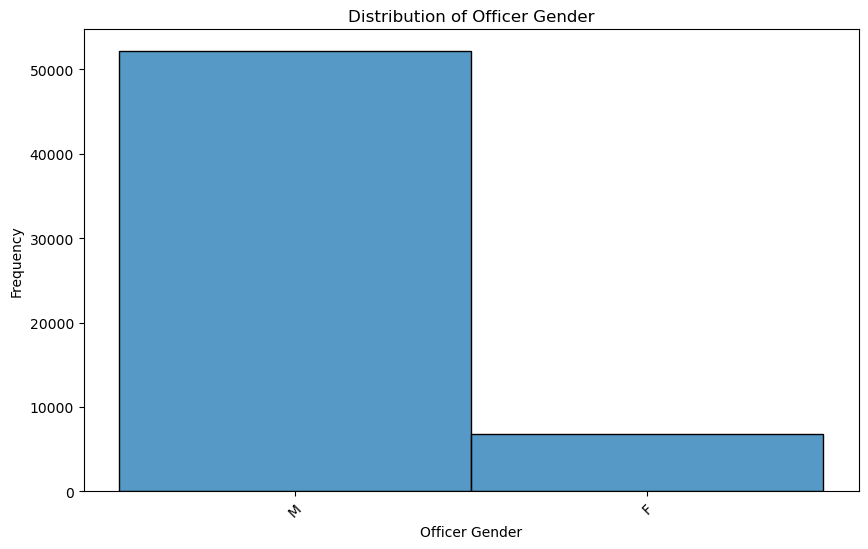 Distribution of Officer Gender
50000
40000
30000
20000
10000
0
Frequency
M
F
Officer Gender